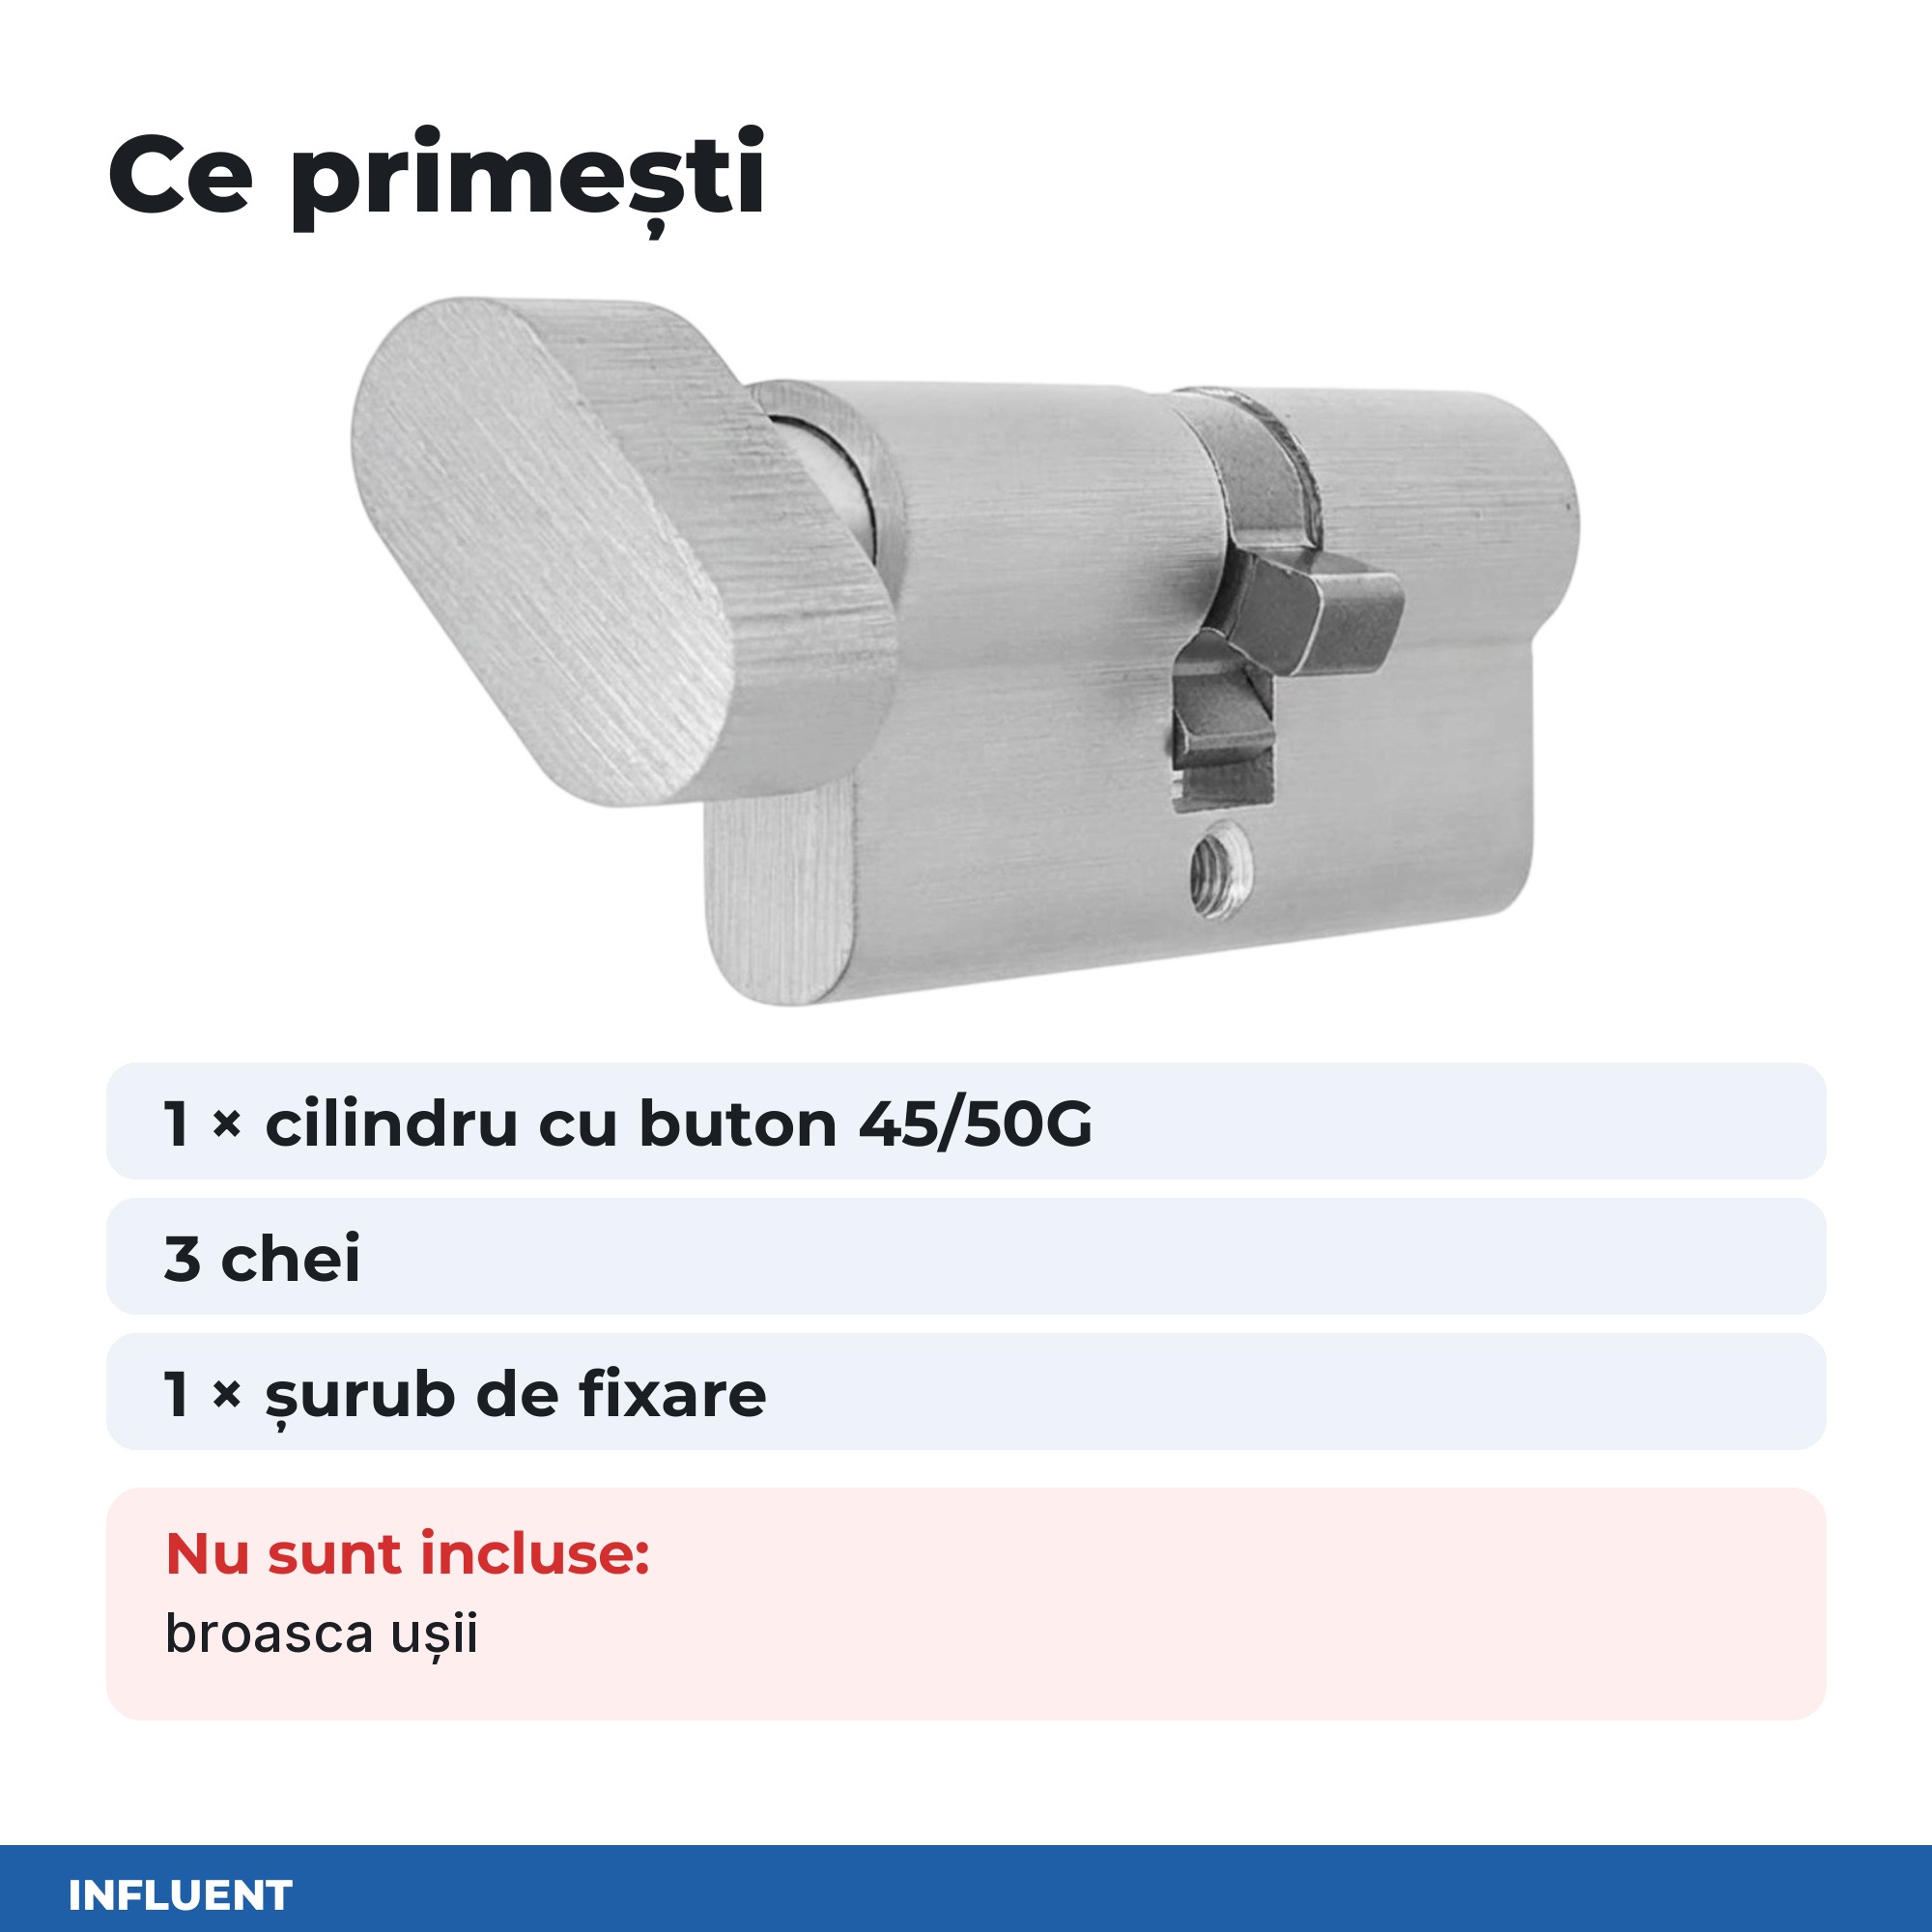 Ce primești
1 × cilindru cu buton 45/50G
3 chei
1 × șurub de fixare
Nu sunt incluse:
broasca ușii
INFLUENT